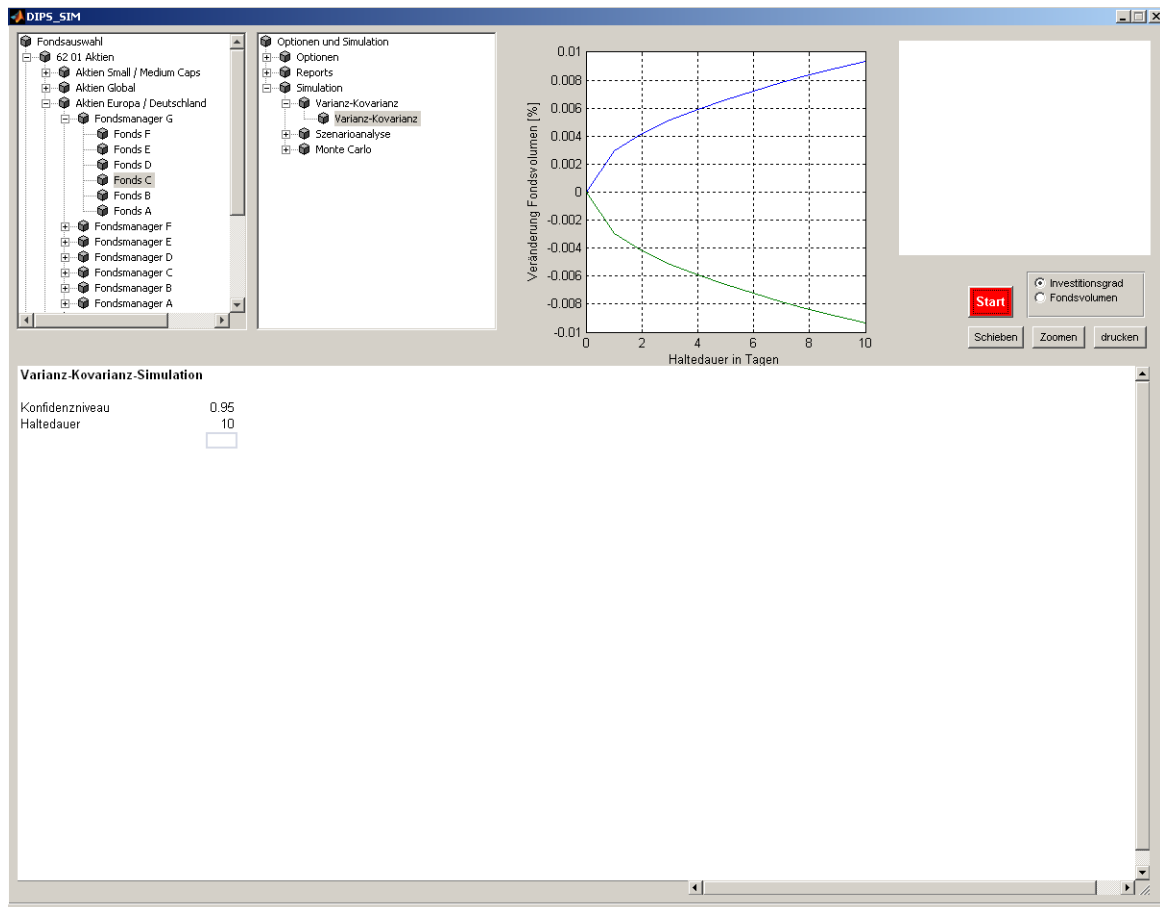 DIPS_SIM
Fondsauswahl
62 01 Aktien
Aktien Small / Medium Caps
Aktien Global
Aktien Europa / Deutschland
Fondsmanager G
Fonds F
Fonds E
Fonds D
Fonds C
Fonds B
Fonds A
Fondsmanager F
Fondsmanager E
Fondsmanager D
Fondsmanager C
Fondsmanager B
Fondsmanager A
Optionen und Simulation
Optionen
Reports
Simulation
Varianz-Kovarianz
Varianz-Kovarianz
Szenarioanalyse
Monte Carlo
Veränderung Fondsvolumen [%]
0.01
0.008
0.006
0.004
0.002
0
-0.002
-0.004
-0.006
-0.008
-0.01
0 2 4 6 8 10
Haltedauer in Tagen
Start
Investitionsgrad
Fondsvolumen
Schieben Zoomen drucken
Varianz-Kovarianz-Simulation
Konfidenzniveau 0.95
Haltedauer 10